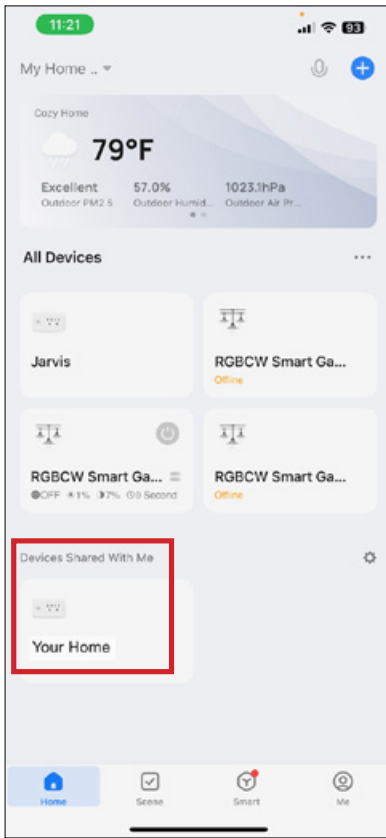 11:21
93
My Home .. ▾
Cozy Home
79°F
Excellent 57.0% 1023.1hPa
Outdoor PM2.5 Outdoor Humid... Outdoor Air Pr...
All Devices
Jarvis
RGBCW Smart Ga...
Offline
RGBCW Smart Ga...
OFF 1% 7% 0 Second
RGBCW Smart Ga...
Offline
Devices Shared With Me
Your Home
Home Scene Smart Me